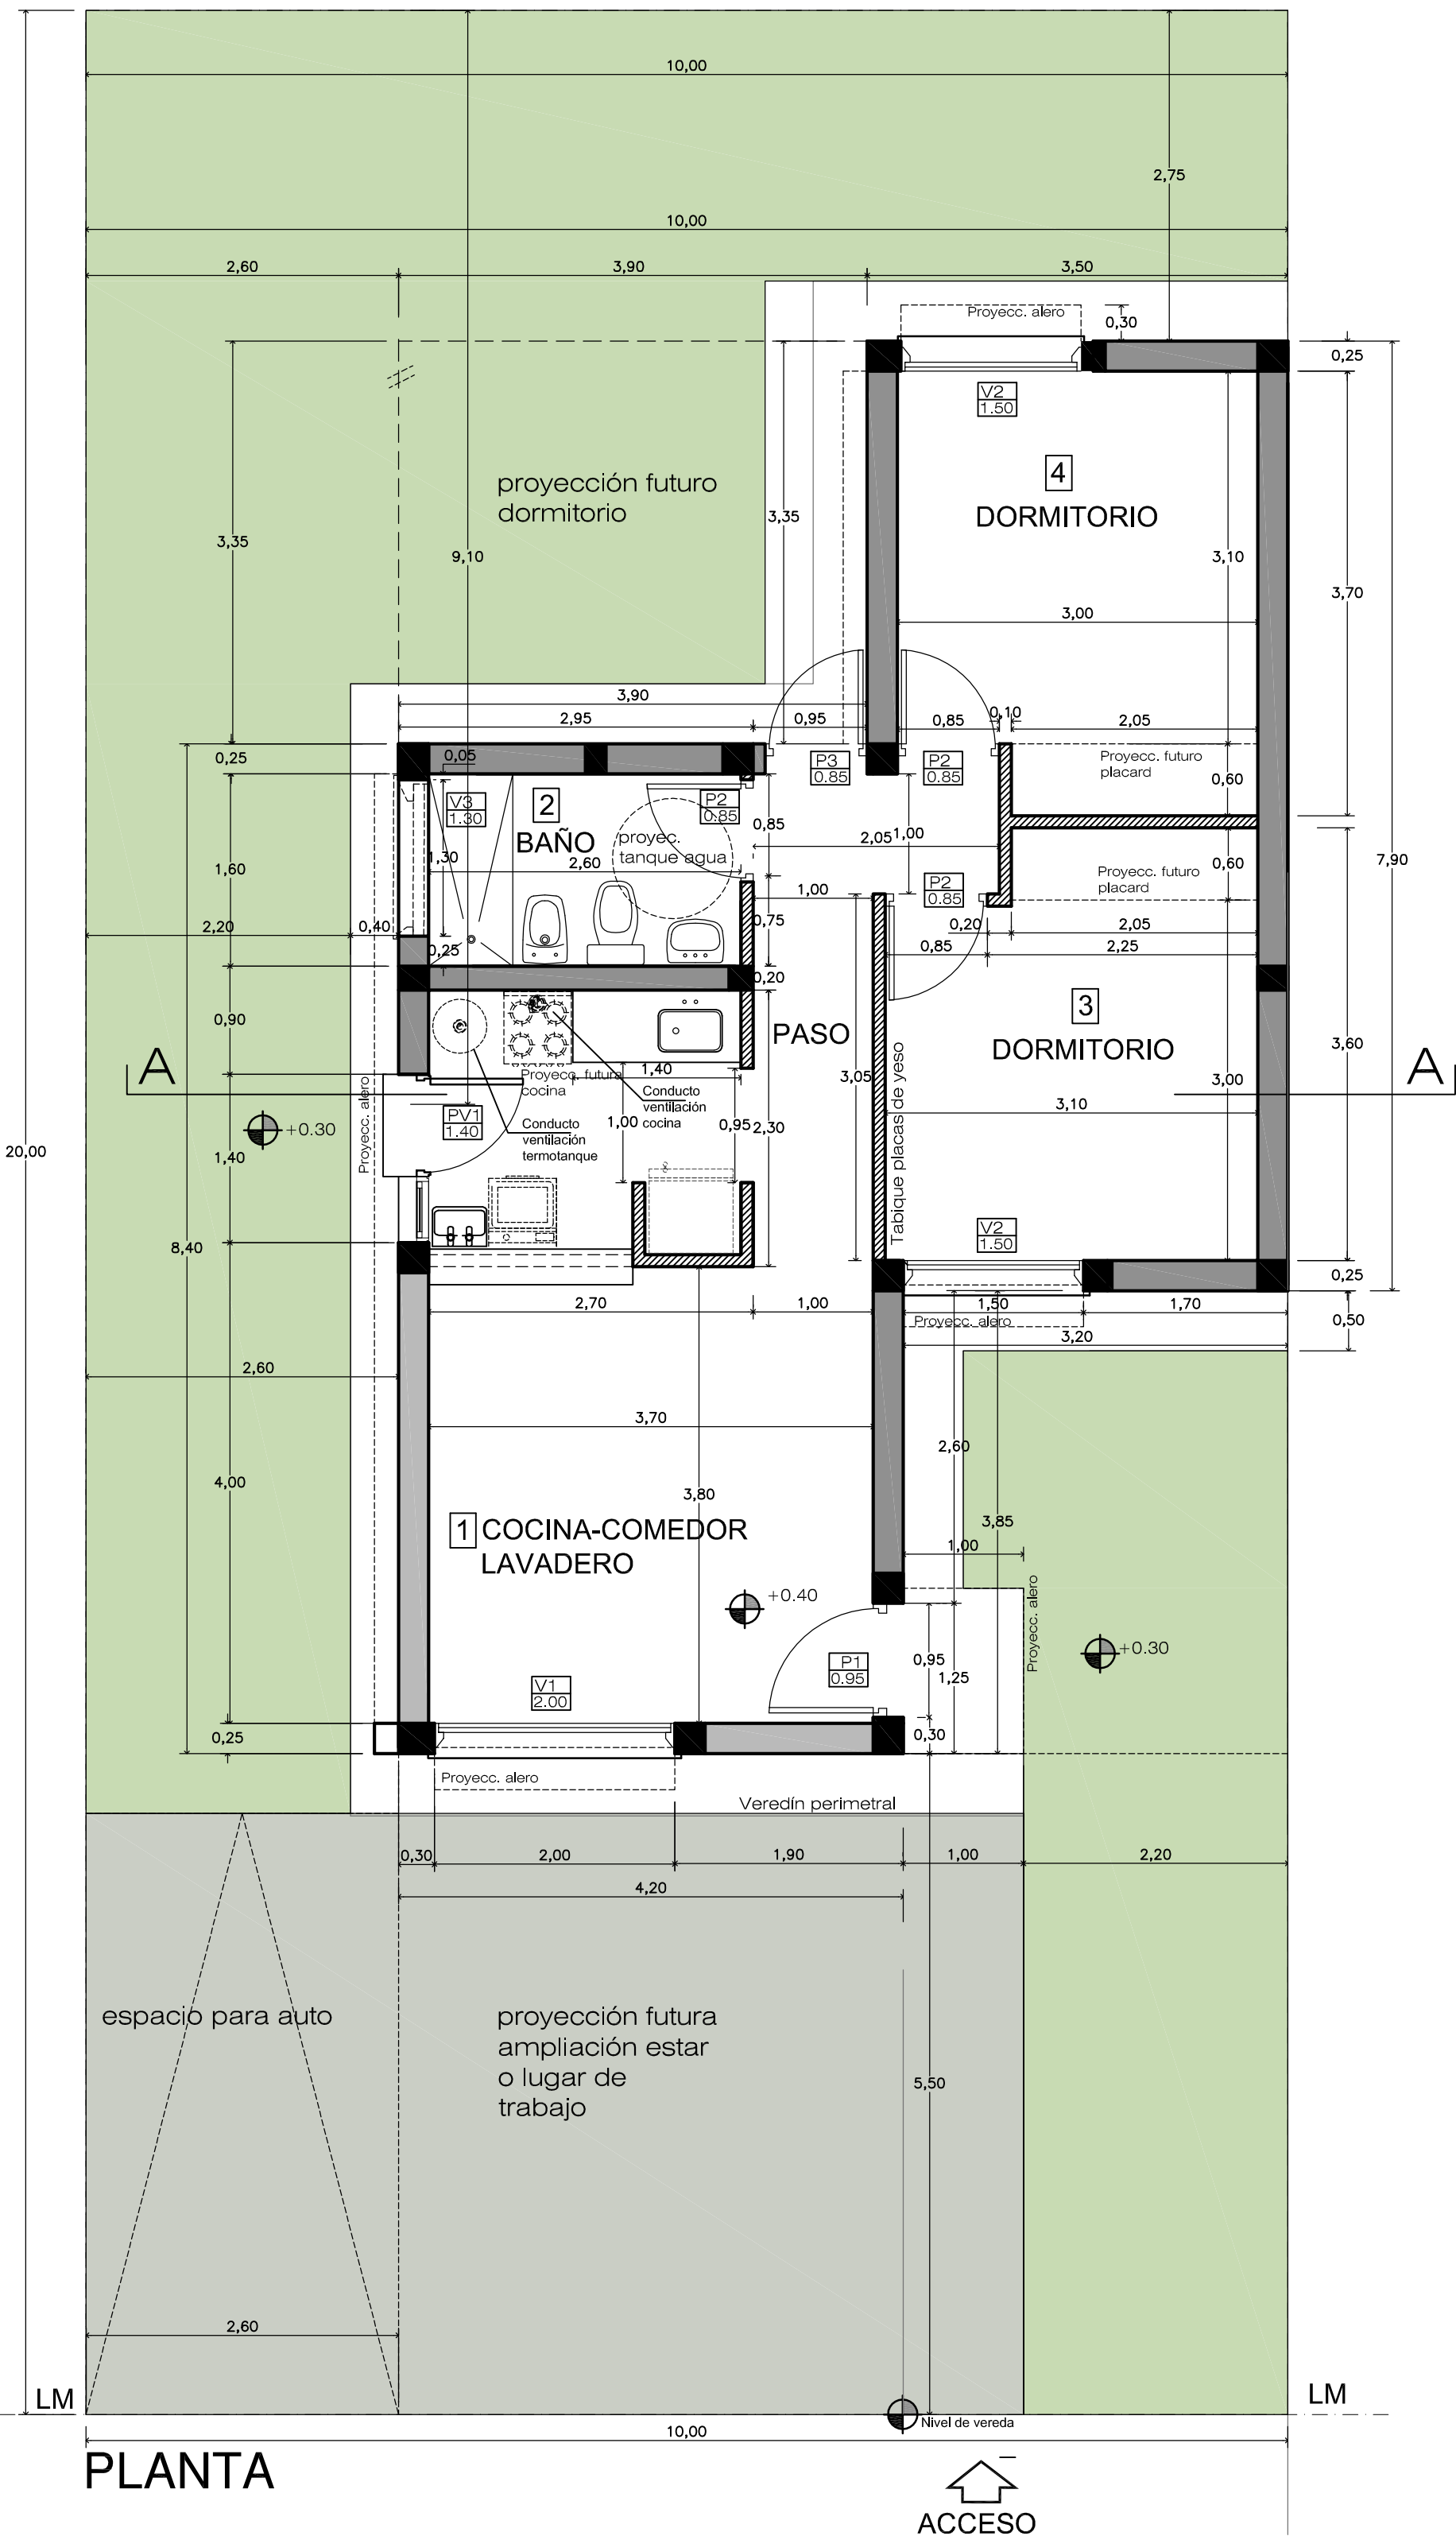 10,00
2,75
10,00
2,60
3,90
3,50
Proyecc. alero
0,30
0,25
V2
1.50
4
DORMITORIO
proyección futuro
dormitorio
3,35
3,35
9,10
3,10
3,70
3,00
3,90
2,95
0,95
0,85
0,10
2,05
0,25
0,05
P3
0.85
P2
0.85
Proyecc. futuro
placard
0,60
V3
1.30
2
BAÑO
P2
0.85
proyec.
tanque agua
0,85
2,05
1,00
7,90
1,60
1,30
2,60
0,60
Proyecc. futuro
placard
P2
0.85
1,00
2,20
0,40
0,75
0,20
2,05
0,25
0,85
2,25
0,20
0,90
3
DORMITORIO
PASO
A
A
Proyecc. futura
cocina
1,40
Conducto
ventilación
cocina
3,05
3,00
3,60
3,10
Tabique placas de yeso
Proyecc. alero
PV1
1.40
Conducto
ventilación
termotanque
1,00
0,95
2,30
+0.30
20,00
1,40
V2
1.50
8,40
0,25
2,70
1,00
1,50
1,70
Proyecc. alero
0,50
3,20
2,60
3,70
2,60
4,00
3,80
3,85
1 COCINA-COMEDOR
LAVADERO
1,00
Proyecc. alero
+0.40
+0.30
P1
0.95
0,95
1,25
V1
2.00
0,25
0,30
Proyecc. alero
Veredín perimetral
0,30
2,00
1,90
1,00
2,20
4,20
espacio para auto
proyección futura
ampliación estar
o lugar de
trabajo
5,50
2,60
LM
LM
Nivel de vereda
10,00
PLANTA
ACCESO